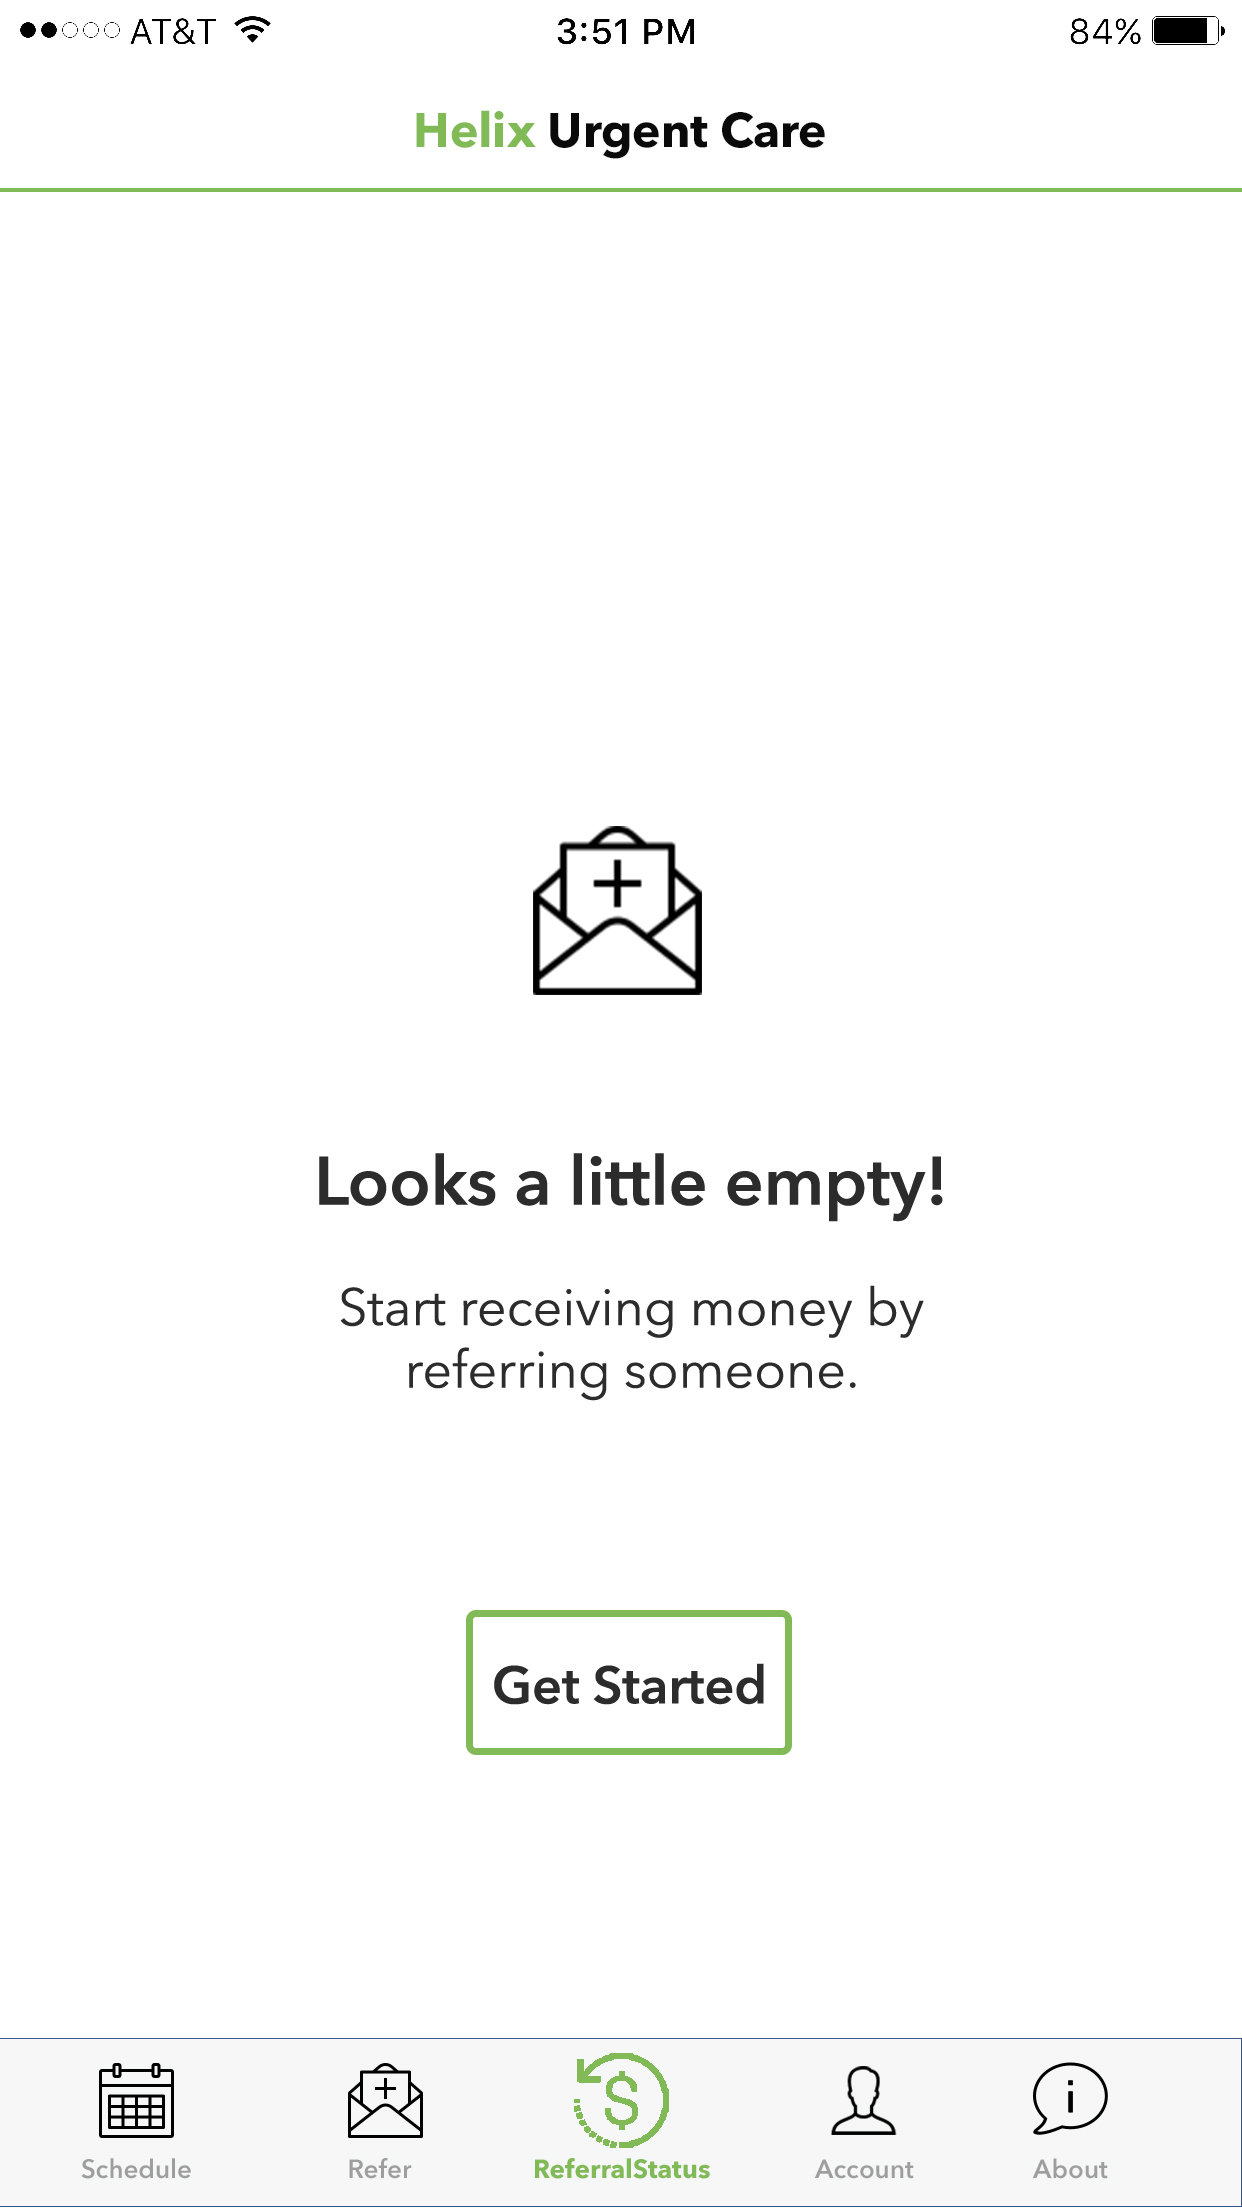 AT&T 3:51 PM 84%
Helix Urgent Care
Looks a little empty!
Start receiving money by
referring someone.
Get Started
Schedule Refer ReferralStatus Account About